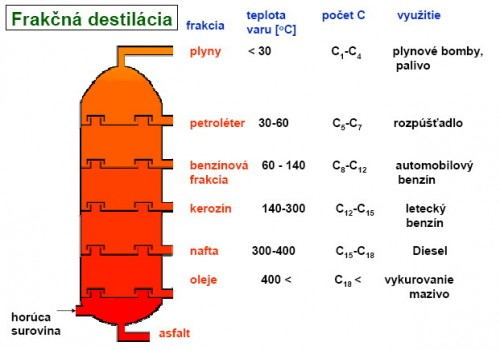 Frakčná destilácia
frakcia teplota varu [°C] počet C využitie
plyny < 30 C1-C4 plynové bomby, palivo
petroléter 30-60 C5-C7 rozpúšťadlo
benzínová frakcia 60 - 140 C8-C12 automobilový benzín
kerozín 140-300 C12-C15 letecký benzín
nafta 300-400 C15-C18 Diesel
oleje 400 < C18 < vykurovanie mazivo
horúca surovina
asfalt